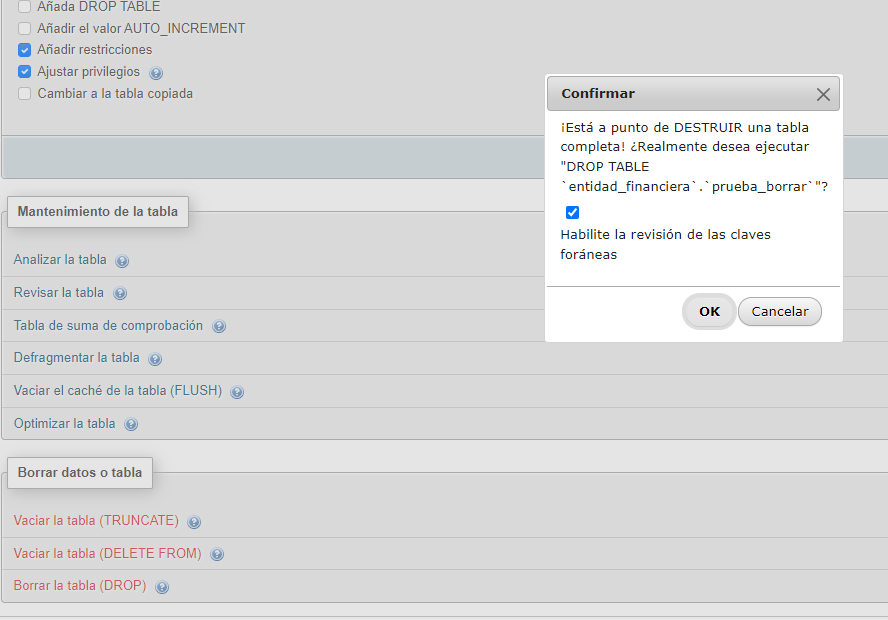 Añada DROP TABLE
Añadir el valor AUTO_INCREMENT
Añadir restricciones
Ajustar privilegios
Cambiar a la tabla copiada
Confirmar
¡Está a punto de DESTRUIR una tabla
completa! ¿Realmente desea ejecutar
"DROP TABLE
`entidad_financiera`.`prueba_borrar`"?
Habilite la revisión de las claves
foráneas
OK
Cancelar
Mantenimiento de la tabla
Analizar la tabla
Revisar la tabla
Tabla de suma de comprobación
Defragmentar la tabla
Vaciar el caché de la tabla (FLUSH)
Optimizar la tabla
Borrar datos o tabla
Vaciar la tabla (TRUNCATE)
Vaciar la tabla (DELETE FROM)
Borrar la tabla (DROP)